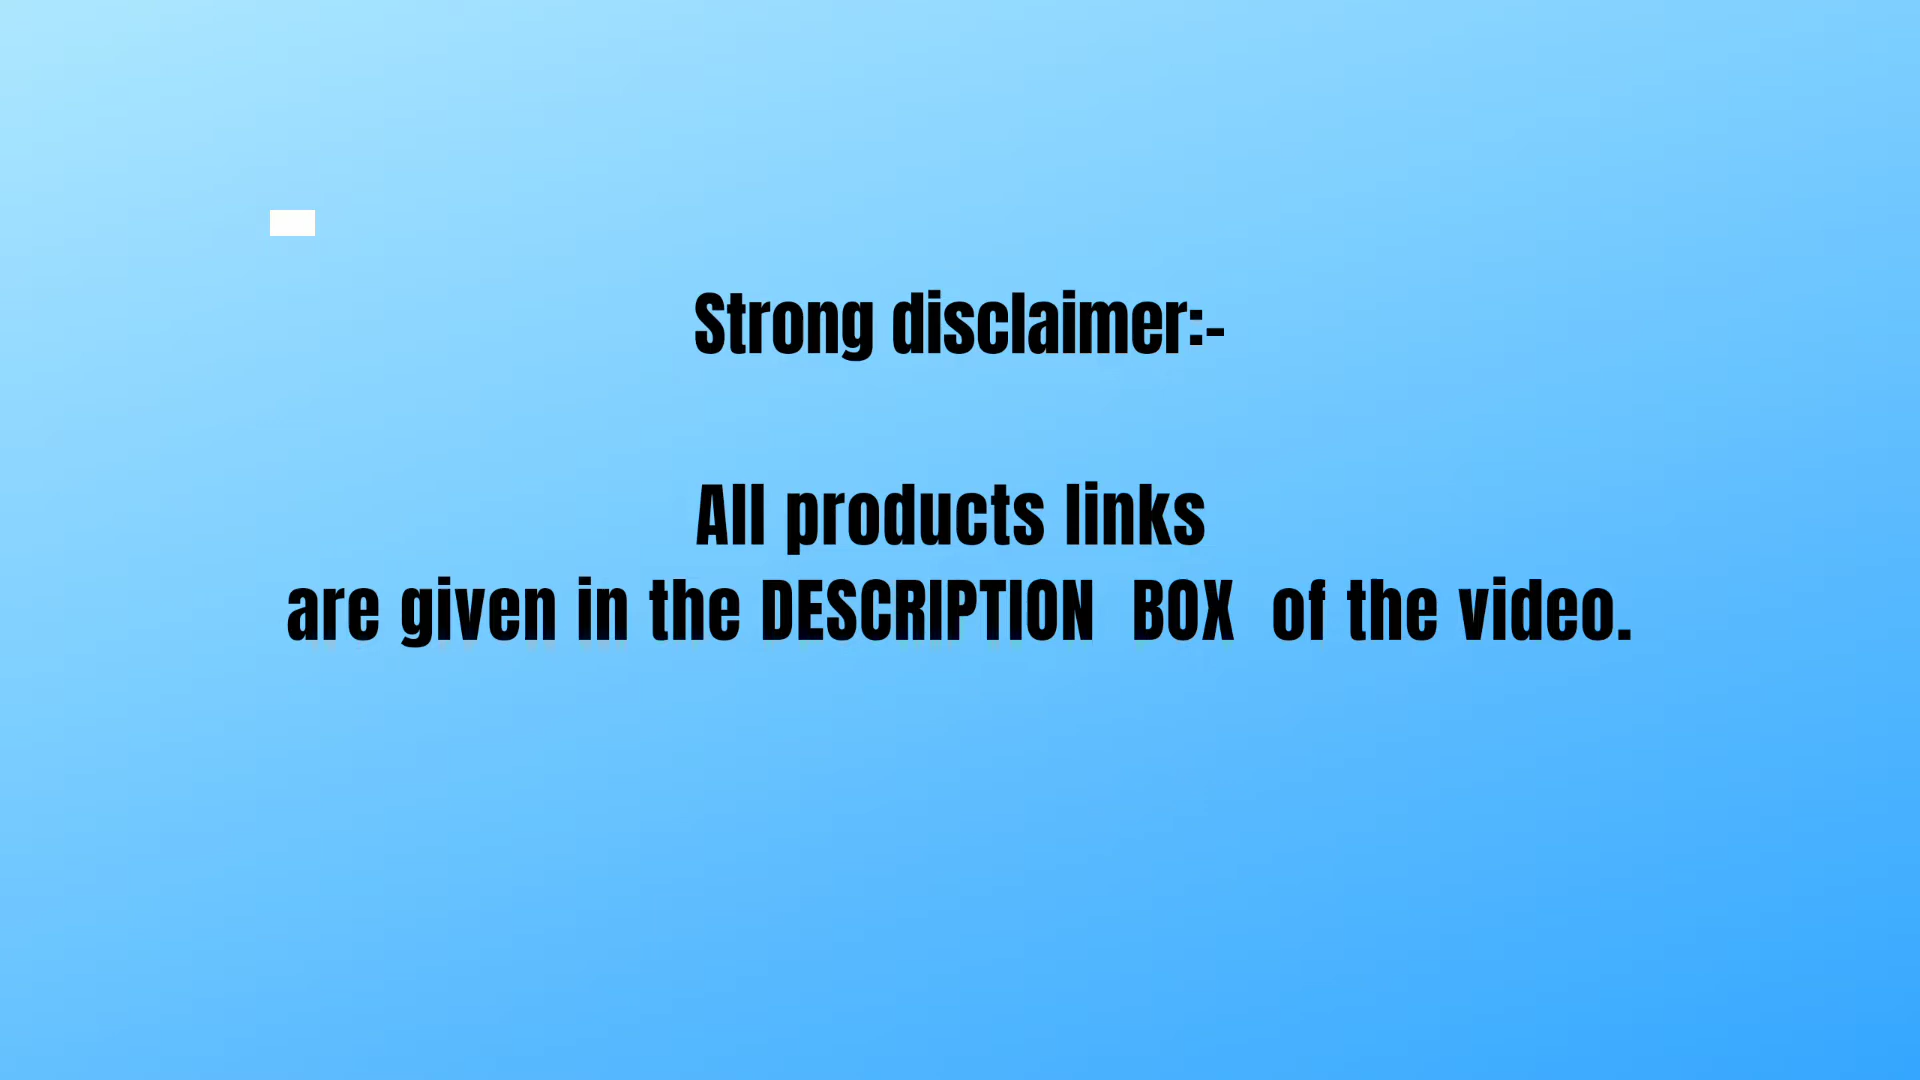 Strong disclaimer:-
All products links
are given in the DESCRIPTION BOX of the video.